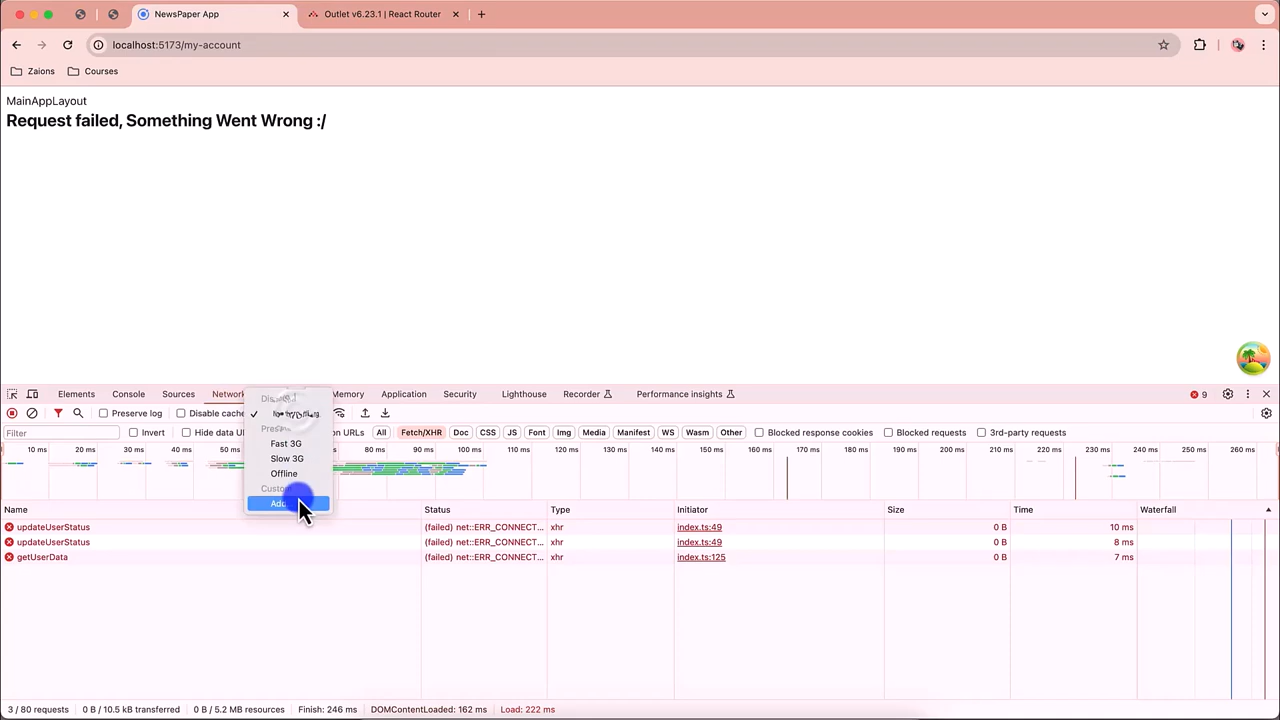 NewsPaper App
Outlet v6.23.1 | React Router
localhost:5173/my-account
Zaions
Courses
MainAppLayout
Request failed, Something Went Wrong :/
Elements Console Sources Network Memory Application Security Lighthouse Recorder Performance insights 9
Preserve log Disable cache
Filter Invert Hide data URLs All Fetch/XHR Doc CSS JS Font Img Media Manifest WS Wasm Other Blocked response cookies Blocked requests 3rd-party requests
Fast 3G
Slow 3G
Offline
Custom
10 ms 20 ms 30 ms 40 ms 50 ms 70 ms 80 ms 90 ms 100 ms 110 ms 120 ms 130 ms 140 ms 150 ms 160 ms 170 ms 180 ms 190 ms 200 ms 210 ms 220 ms 230 ms 240 ms 250 ms 260 ms
Name Status Type Initiator Size Time Waterfall
updateUserStatus (failed) net::ERR_CONNECT... xhr index.ts:49 0 B 10 ms
updateUserStatus (failed) net::ERR_CONNECT... xhr index.ts:49 0 B 8 ms
getUserData (failed) net::ERR_CONNECT... xhr index.ts:125 0 B 7 ms
3 / 80 requests 0 B / 10.5 kB transferred 0 B / 5.2 MB resources Finish: 246 ms DOMContentLoaded: 162 ms Load: 222 ms